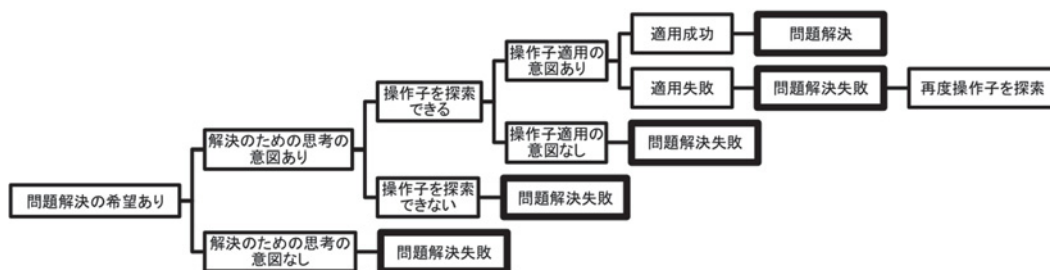 問題解決の希望あり
解決のための思考の
意図あり
解決のための思考の
意図なし
問題解決失敗
操作子を探索
できる
操作子を探索
できない
問題解決失敗
操作子適用の
意図あり
操作子適用の
意図なし
問題解決失敗
適用成功
問題解決
適用失敗
問題解決失敗
再度操作子を探索